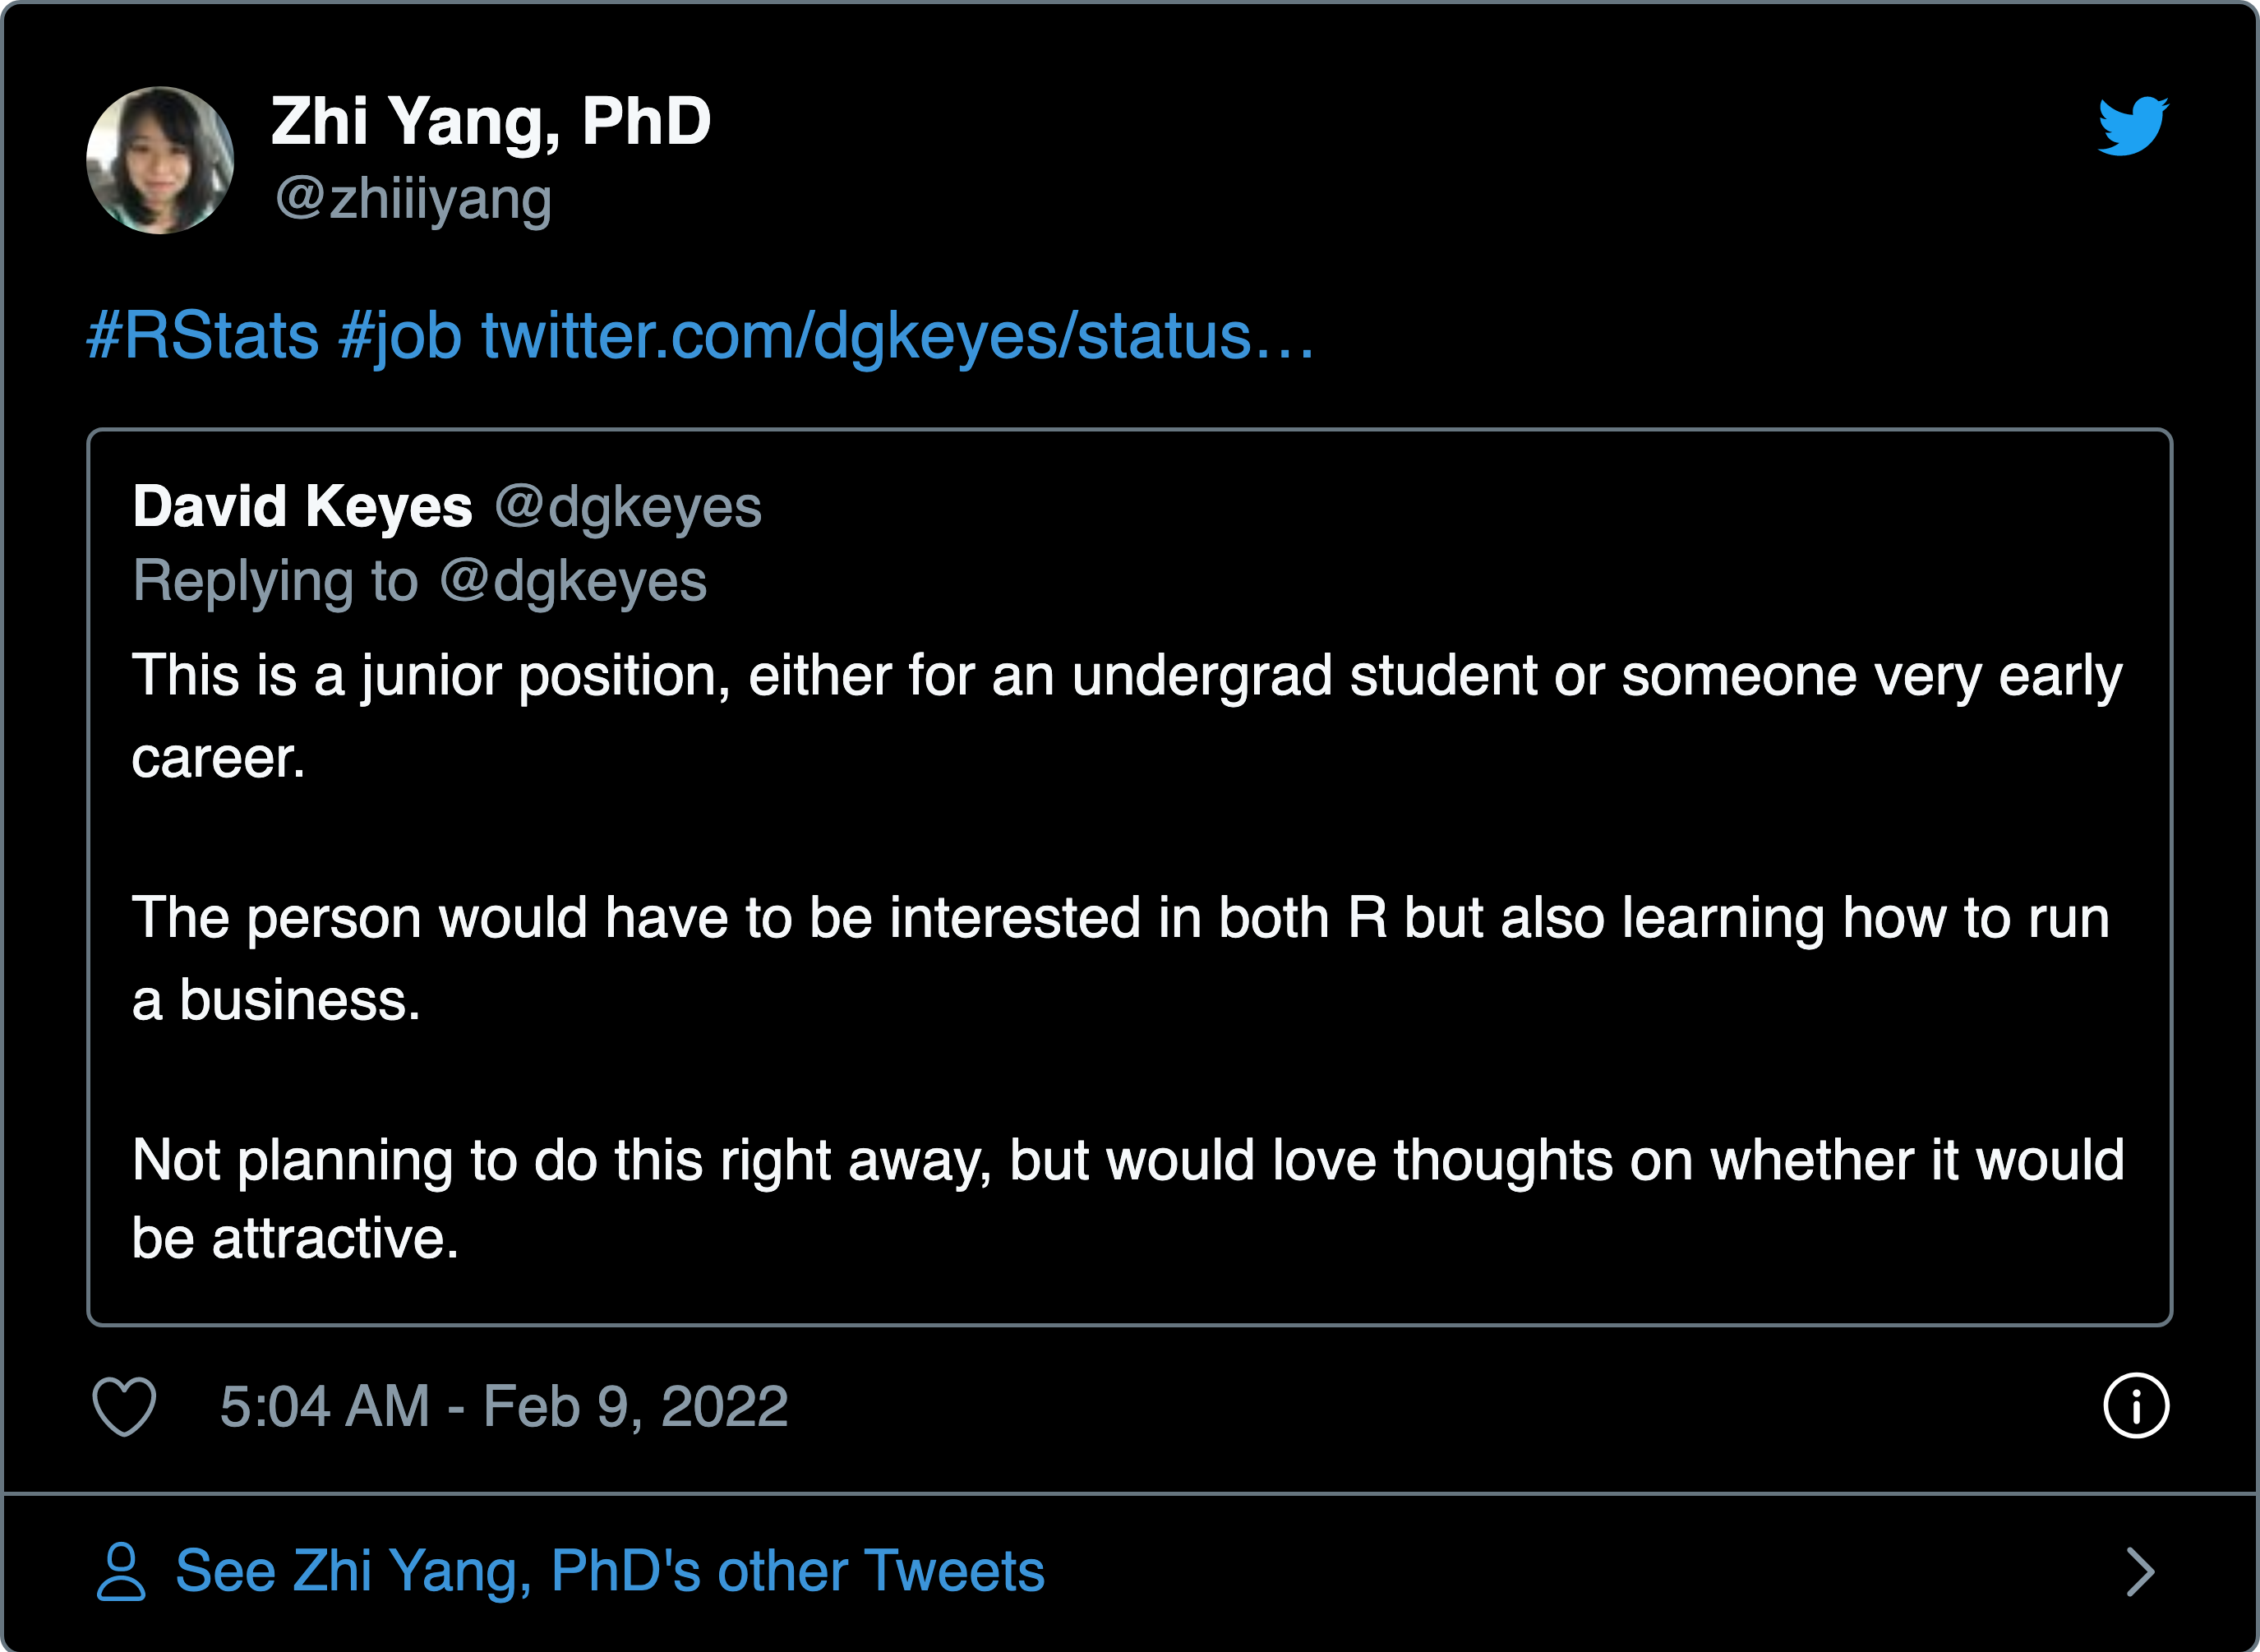 Zhi Yang, PhD
@zhiiiyang
#RStats #job twitter.com/dgkeyes/status…
David Keyes @dgkeyes
Replying to @dgkeyes
This is a junior position, either for an undergrad student or someone very early
career.
The person would have to be interested in both R but also learning how to run
a business.
Not planning to do this right away, but would love thoughts on whether it would
be attractive.
5:04 AM - Feb 9, 2022
See Zhi Yang, PhD's other Tweets